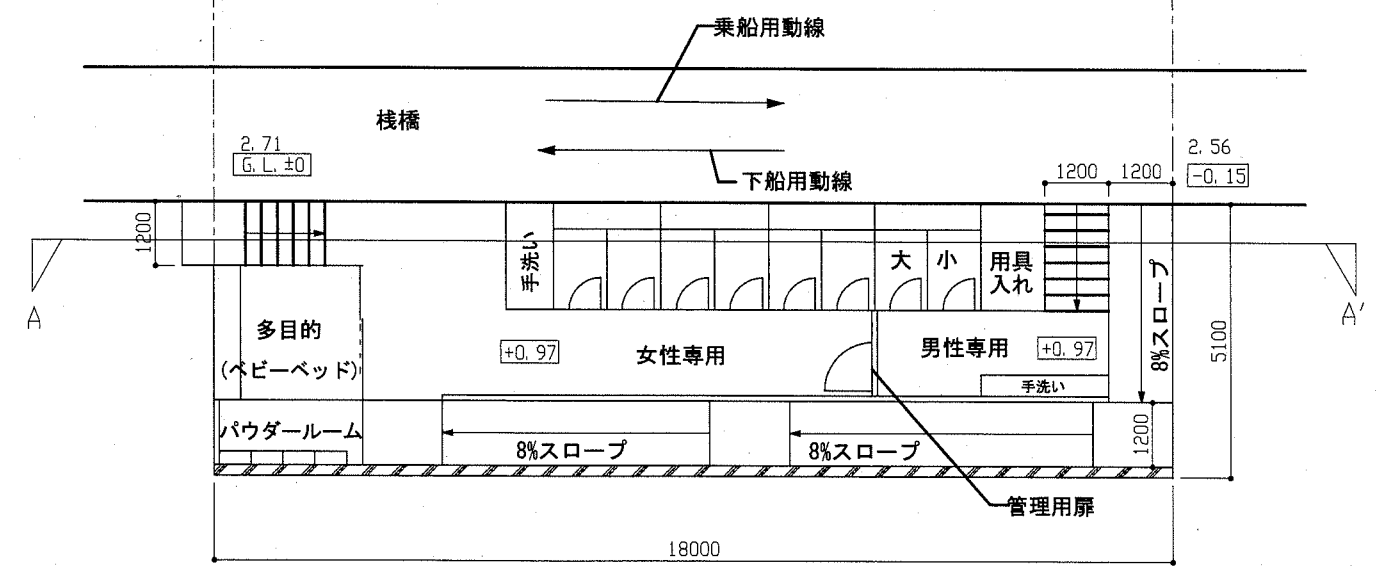 乗船用動線
桟橋
2.71
G.L.±0
下船用動線
2.56
-0.15
1200
1200
1200
手洗い
大
小
用具
入れ
8%スロープ
A
A'
多目的
(ベビーベッド)
+0.97
女性専用
男性専用
+0.97
手洗い
5100
パウダールーム
8%スロープ
8%スロープ
1200
管理用扉
18000